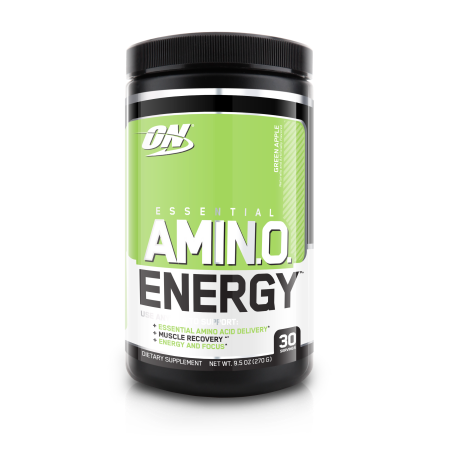 ON
GREEN APPLE
ESSENTIAL
AMIN.O.
ENERGY™
+ ESSENTIAL AMINO ACID DELIVERY*
+ MUSCLE RECOVERY*^
+ ENERGY AND FOCUS*
30
SERVINGS
DIETARY SUPPLEMENT
NET WT. 9.5 OZ (270 G)